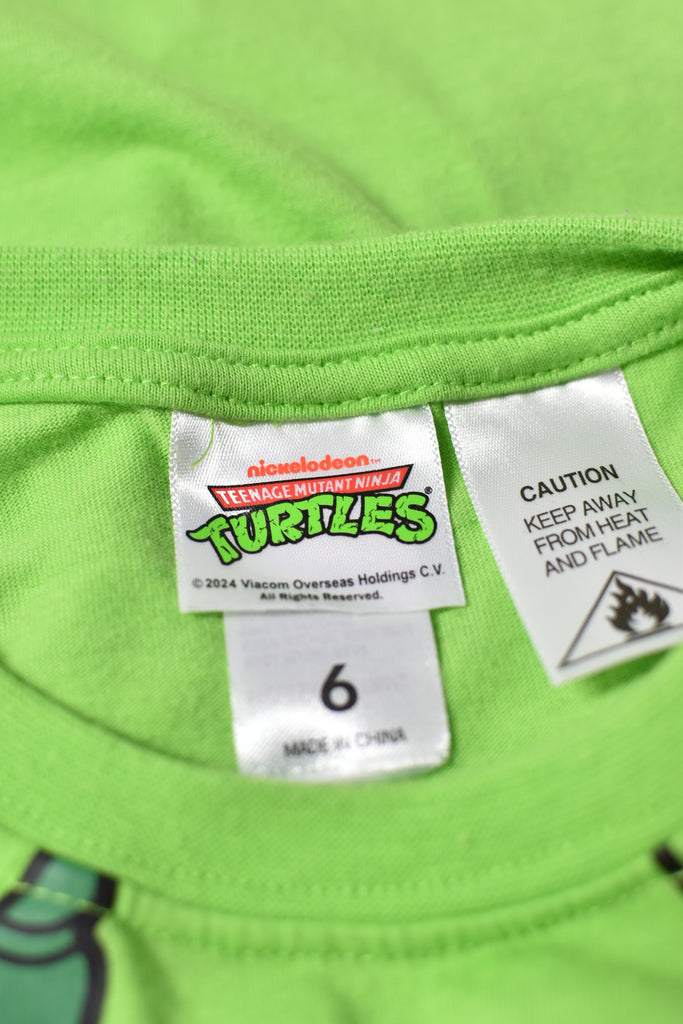 nickelodeon™
TEENAGE MUTANT NINJA
TURTLES®
© 2024 Viacom Overseas Holdings C.V.
All Rights Reserved.
6
MADE IN CHINA
CAUTION
KEEP AWAY
FROM HEAT
AND FLAME